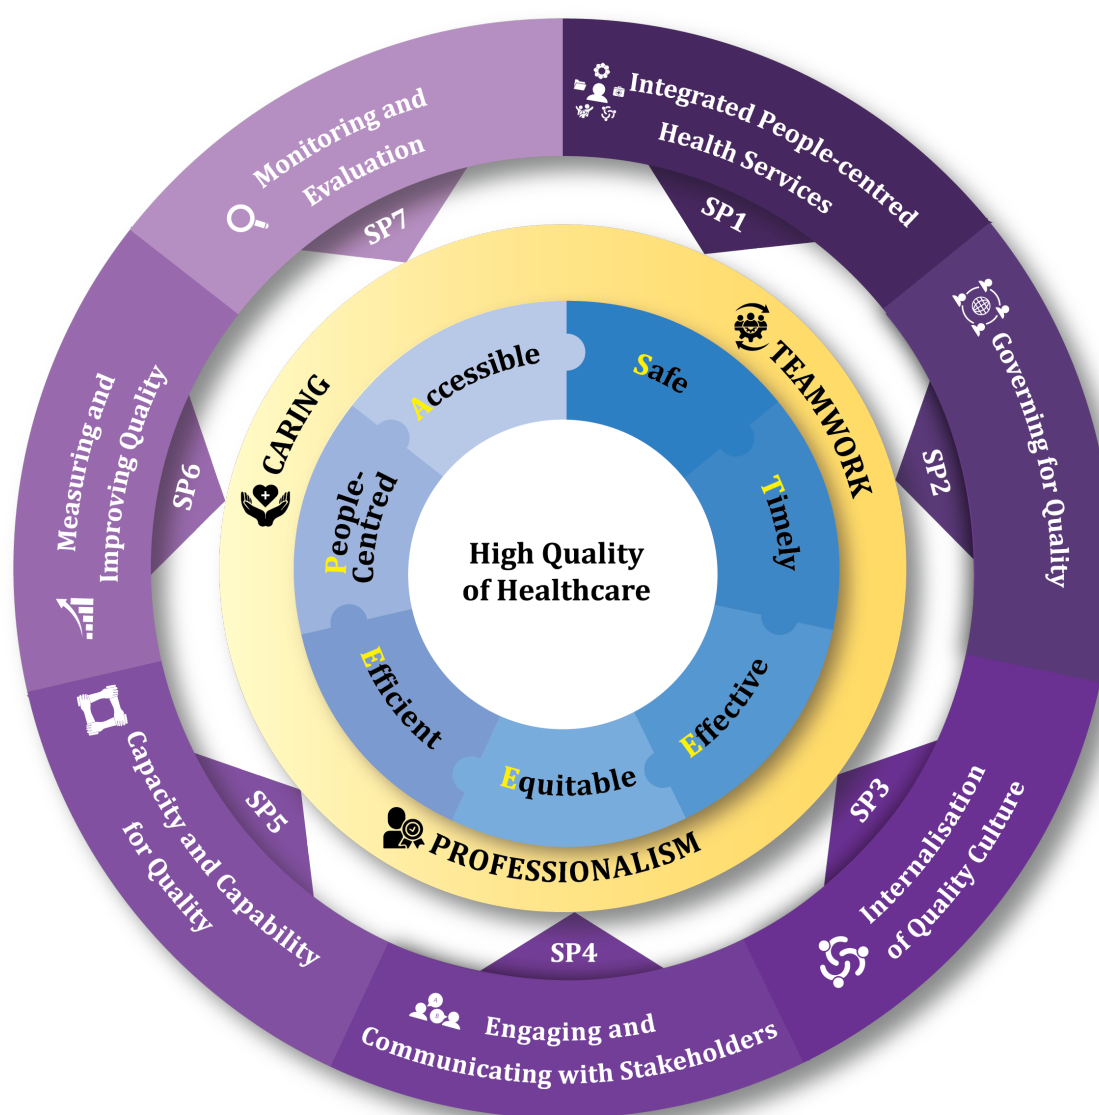 Integrated People-centred
Health Services
SP1
Governing for Quality
SP2
Internalisation
of Quality Culture
SP3
Engaging and
Communicating with Stakeholders
SP4
Capacity and Capability
for Quality
SP5
Measuring and
Improving Quality
SP6
Monitoring and
Evaluation
SP7
TEAMWORK
PROFESSIONALISM
CARING
Safe
Timely
Effective
Equitable
Efficient
People-
Centred
Accessible
High Quality
of Healthcare
A
B